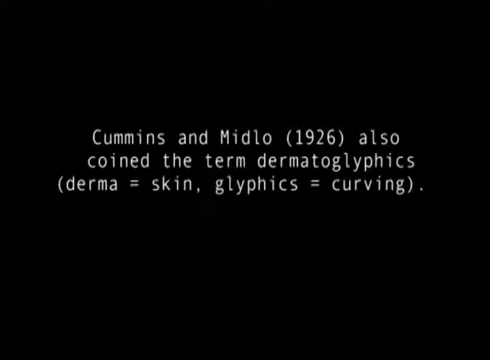 Cummins and Midlo (1926) also
coined the term dermatoglyphics
(derma = skin, glyphics = curving).